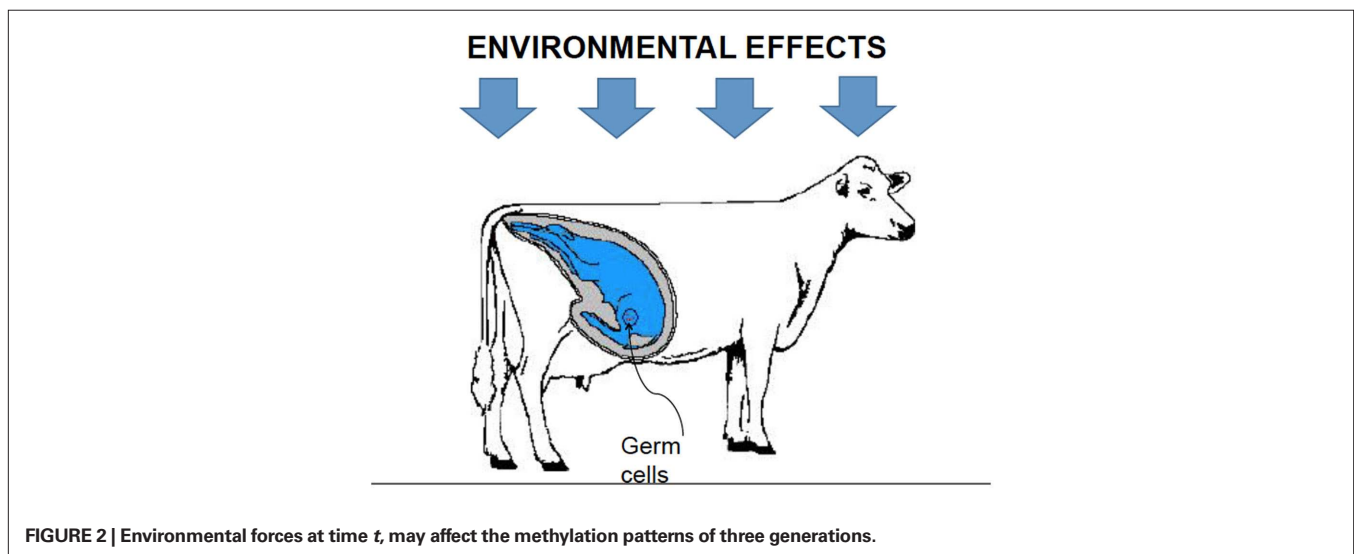 ENVIRONMENTAL EFFECTS
Germ
cells
FIGURE 2 | Environmental forces at time t, may affect the methylation patterns of three generations.